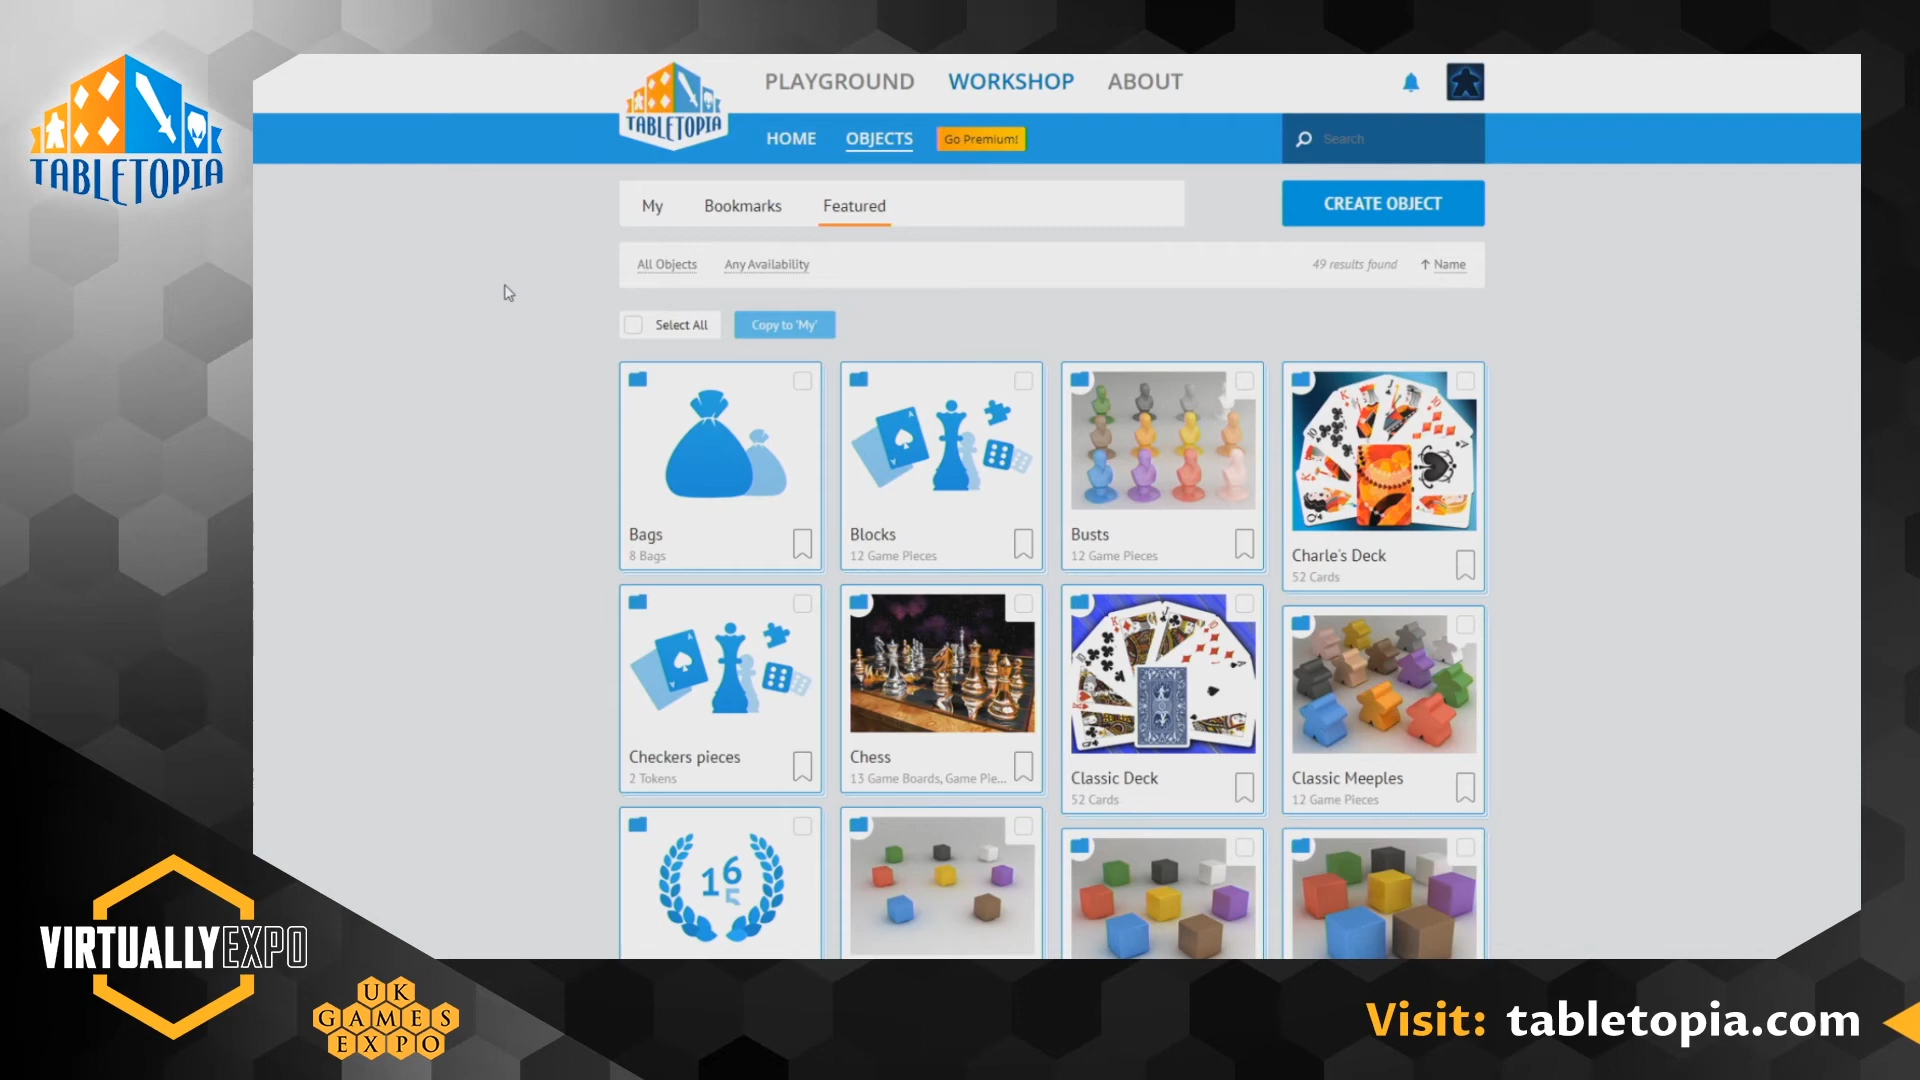 TABLETOPIA
TABLETOPIA
PLAYGROUND
WORKSHOP
ABOUT
HOME
OBJECTS
Go Premium!
Search
My
Bookmarks
Featured
CREATE OBJECT
All Objects
Any Availability
49 results found
Name
Select All
Copy to 'My'
Bags
8 Bags
Blocks
12 Game Pieces
Busts
12 Game Pieces
Charle's Deck
52 Cards
Checkers pieces
2 Tokens
Chess
13 Game Boards, Game Pie...
Classic Deck
52 Cards
Classic Meeples
12 Game Pieces
16
5
VIRTUALLYEXPO
UK
GAMES
EXPO
Visit: tabletopia.com